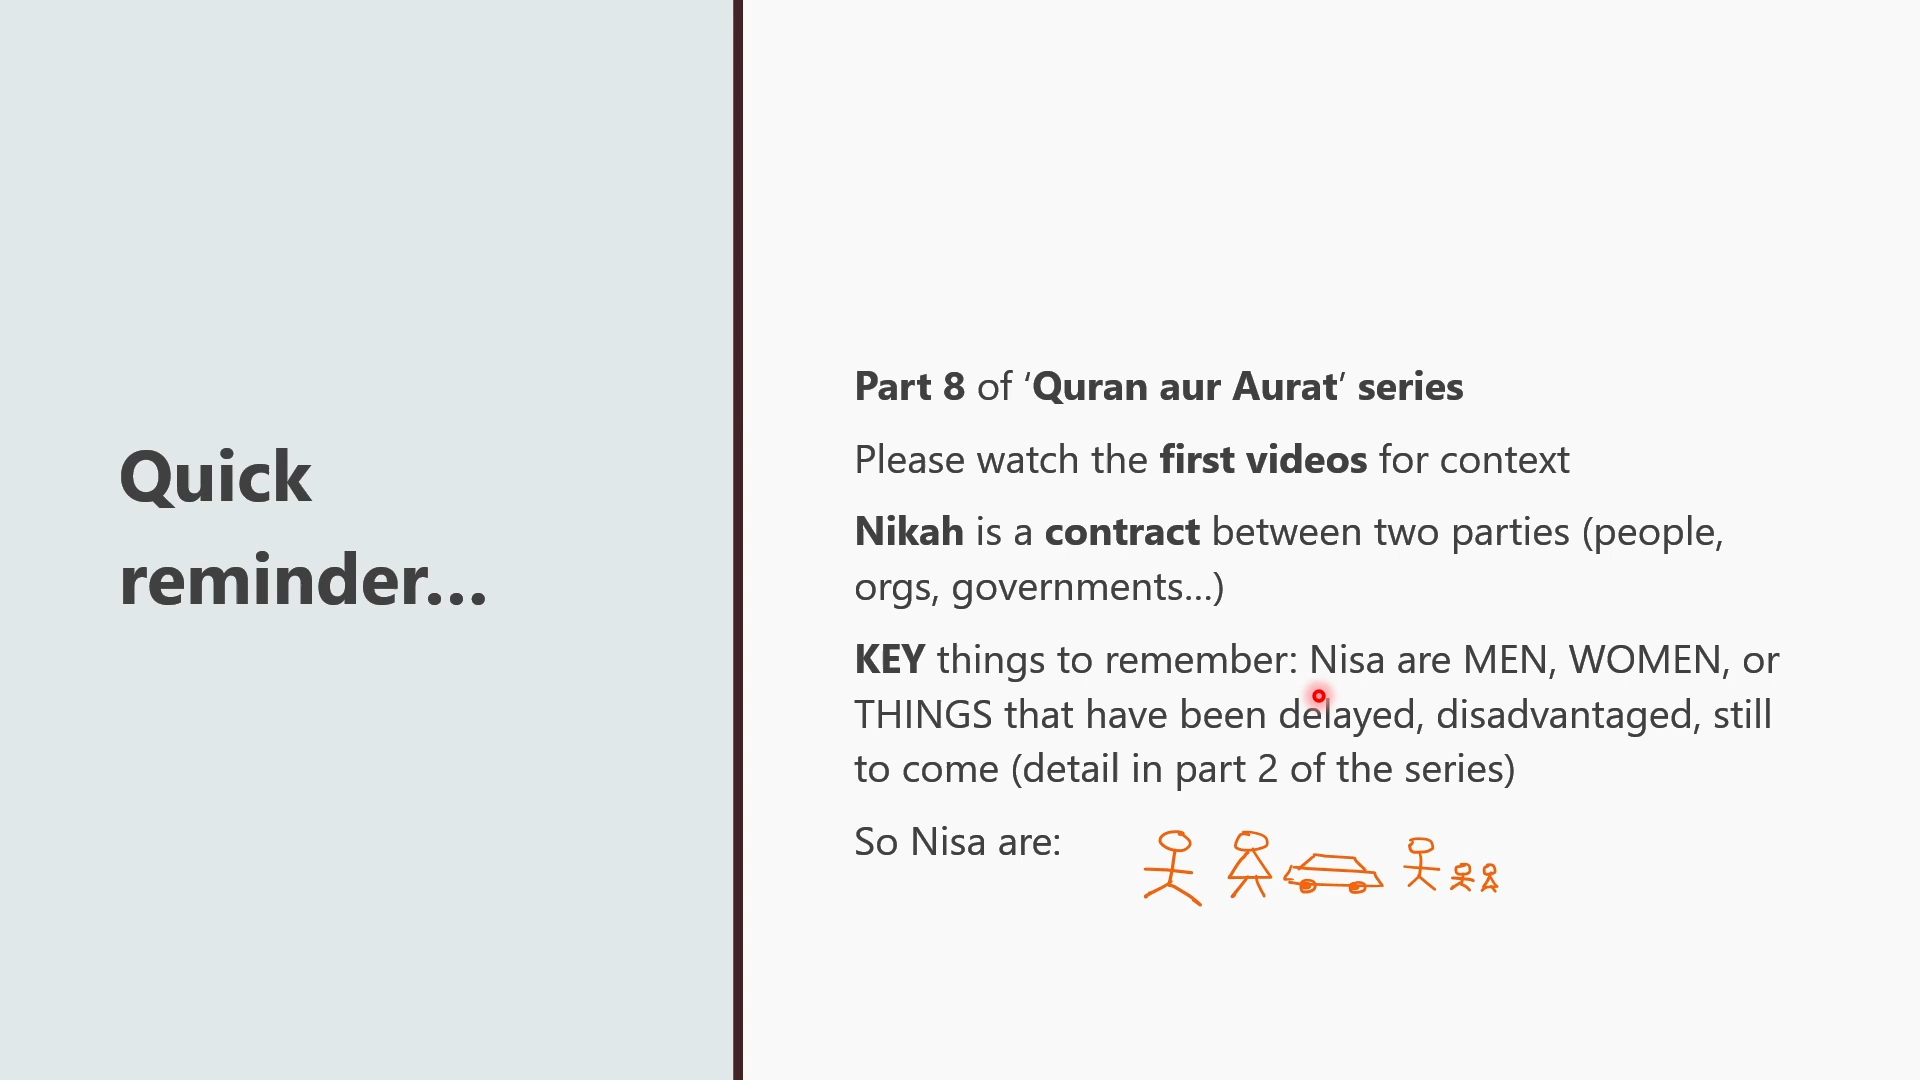 Quick
reminder...
Part 8 of ‘Quran aur Aurat’ series
Please watch the first videos for context
Nikah is a contract between two parties (people,
orgs, governments...)
KEY things to remember: Nisa are MEN, WOMEN, or
THINGS that have been delayed, disadvantaged, still
to come (detail in part 2 of the series)
So Nisa are: